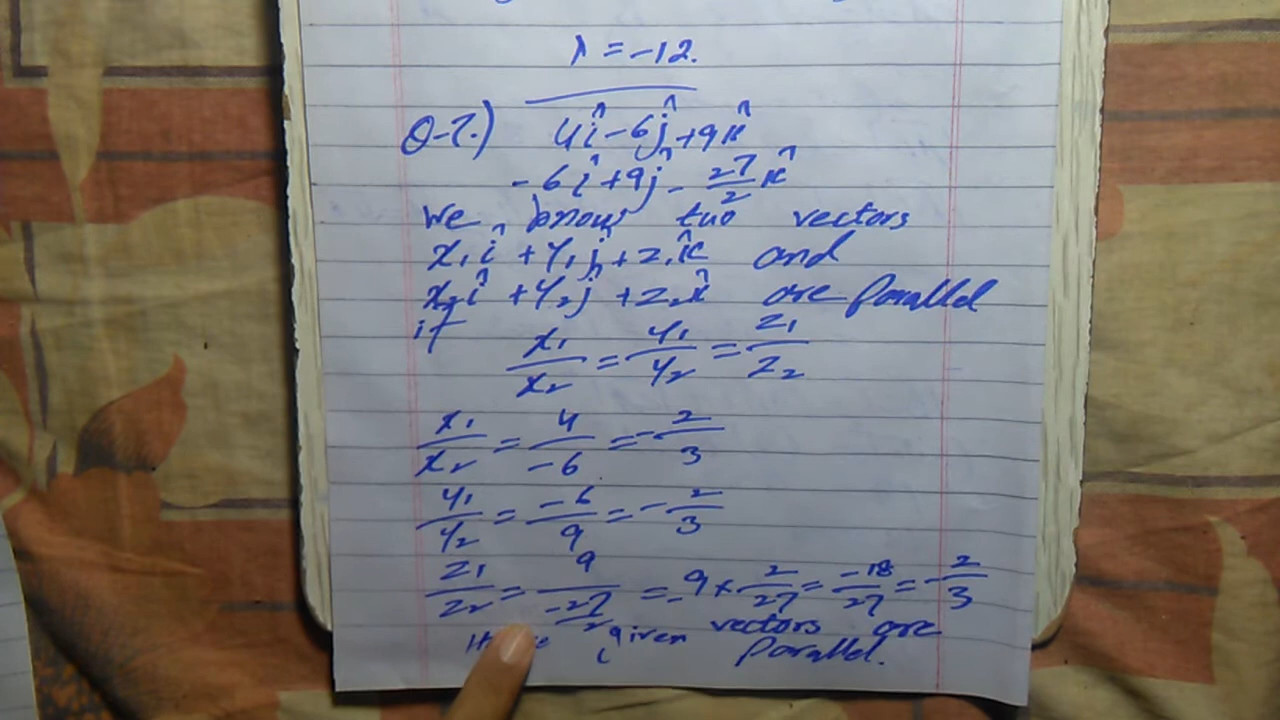 λ = -12.
Q-7.) 4î - 6ĵ + 9k̂
-6î + 9ĵ - 27/2 k̂
We know two vectors
x₁î + y₁ĵ + z₁k̂ and
x₂î + y₂ĵ + z₂k̂ are parallel
if x₁/x₂ = y₁/y₂ = z₁/z₂
x₁/x₂ = 4/-6 = -2/3
y₁/y₂ = -6/9 = -2/3
z₁/z₂ = 9/(-27/2) = -9 × 2/27 = -18/27 = -2/3
given vectors are
parallel.